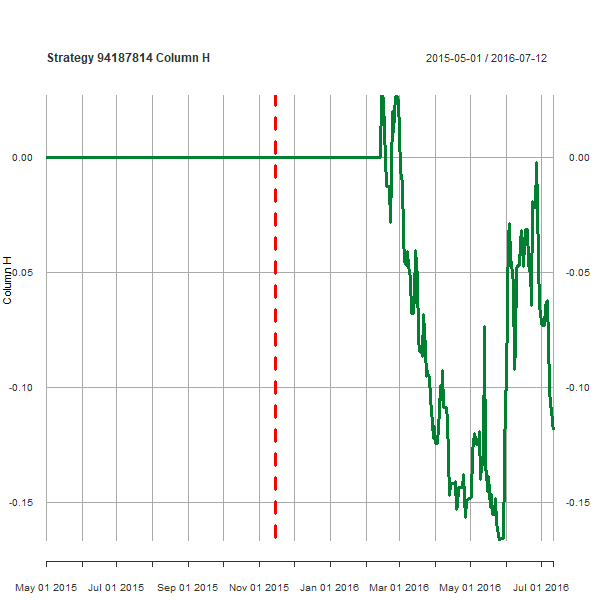 Strategy 94187814 Column H
2015-05-01 / 2016-07-12
0.00 0.00
-0.05 -0.05
Column H
-0.10 -0.10
-0.15 -0.15
May 01 2015 Jul 01 2015 Sep 01 2015 Nov 01 2015 Jan 01 2016 Mar 01 2016 May 01 2016 Jul 01 2016